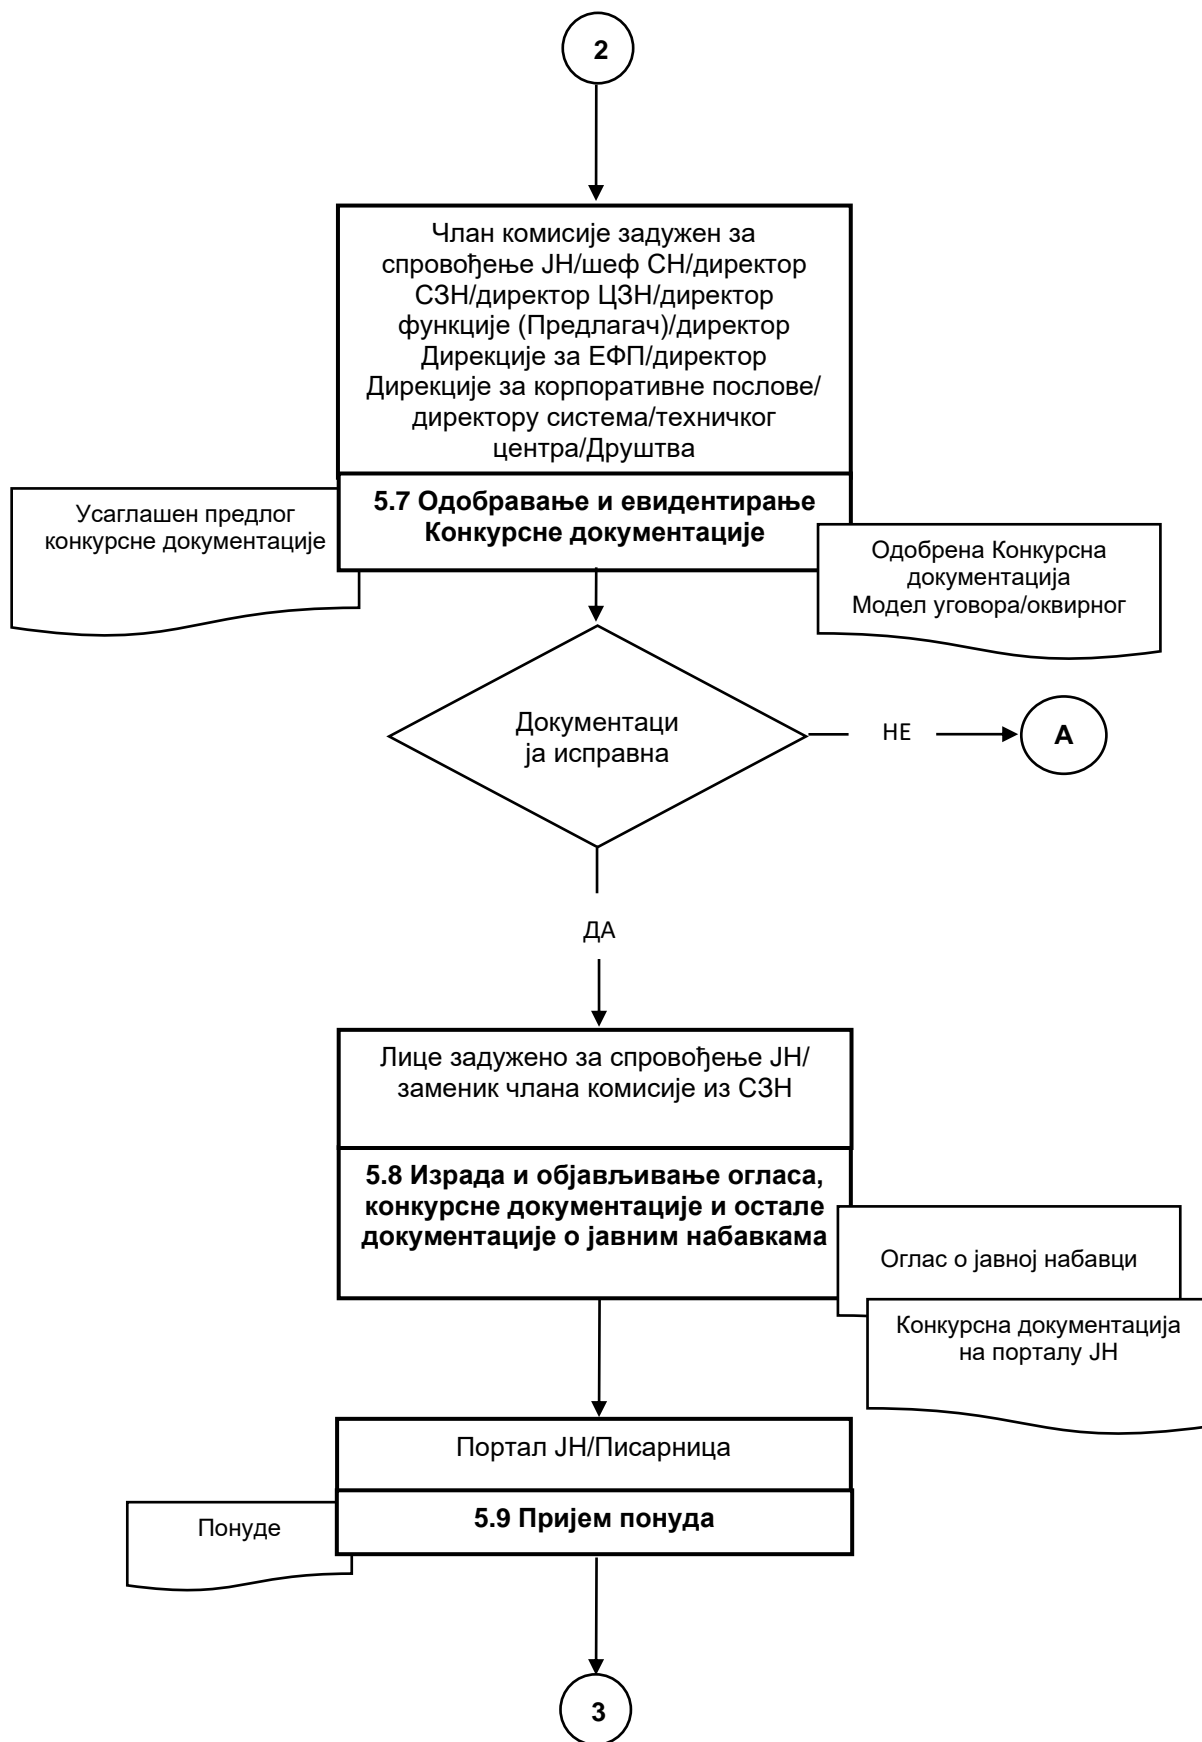 2
Члан комисије задужен за
спровођење ЈН/шеф СН/директор
СЗН/директор ЦЗН/директор
функције (Предлагач)/директор
Дирекције за ЕФП/директор
Дирекције за корпоративне послове/
директору система/техничког
центра/Друштва
5.7 Одобравање и евидентирање
Конкурсне документације
Усаглашен предлог
конкурсне документације
Одобрена Конкурсна
документација
Модел уговора/оквирног
Документаци
ја исправна
НЕ
А
ДА
Лице задужено за спровођење ЈН/
заменик члана комисије из СЗН
5.8 Израда и објављивање огласа,
конкурсне документације и остале
документације о јавним набавкама
Оглас о јавној набавци
Конкурсна документација
на порталу ЈН
Портал ЈН/Писарница
5.9 Пријем понуда
Понуде
3